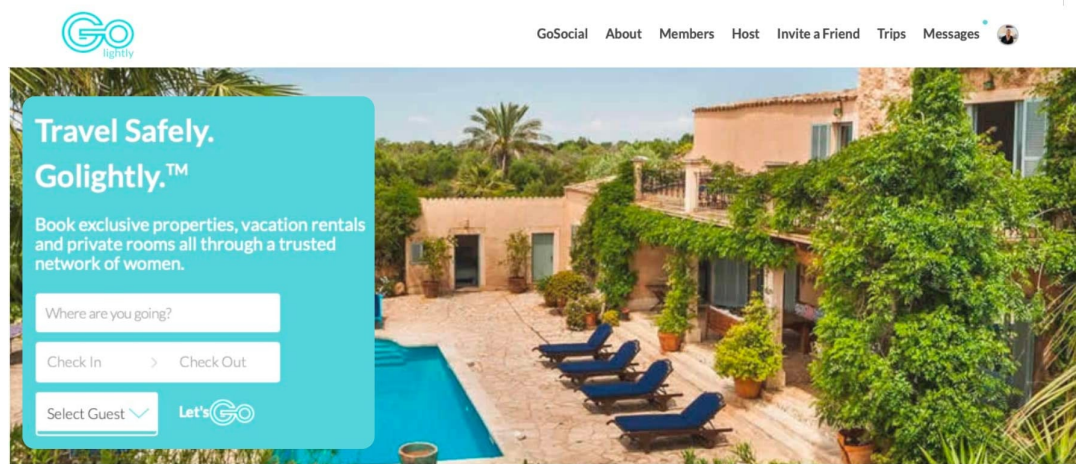 Go
lightly
GoSocial About Members Host Invite a Friend Trips Messages
Travel Safely.
Golightly.™
Book exclusive properties, vacation rentals
and private rooms all through a trusted
network of women.
Where are you going?
Check In > Check Out
Select Guest
Let's Go